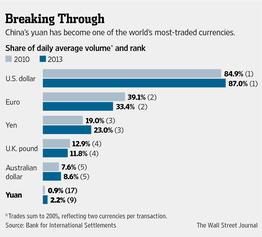 Breaking Through
China's yuan has become one of the world's most-traded currencies.
Share of daily average volume* and rank
2010 2013
U.S. dollar
84.9% (1)
87.0% (1)
Euro
39.1% (2)
33.4% (2)
Yen
19.0% (3)
23.0% (3)
U.K. pound
12.9% (4)
11.8% (4)
Australian
dollar
7.6% (5)
8.6% (5)
Yuan
0.9% (17)
2.2% (9)
*Trades sum to 200%, reflecting two currencies per transaction.
Source: Bank for International Settlements
The Wall Street Journal